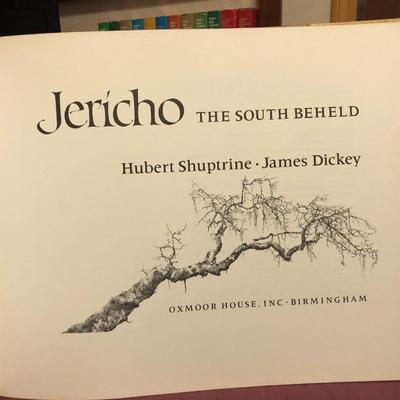 Jericho THE SOUTH BEHELD
Hubert Shuptrine · James Dickey
OXMOOR HOUSE, INC · BIRMINGHAM